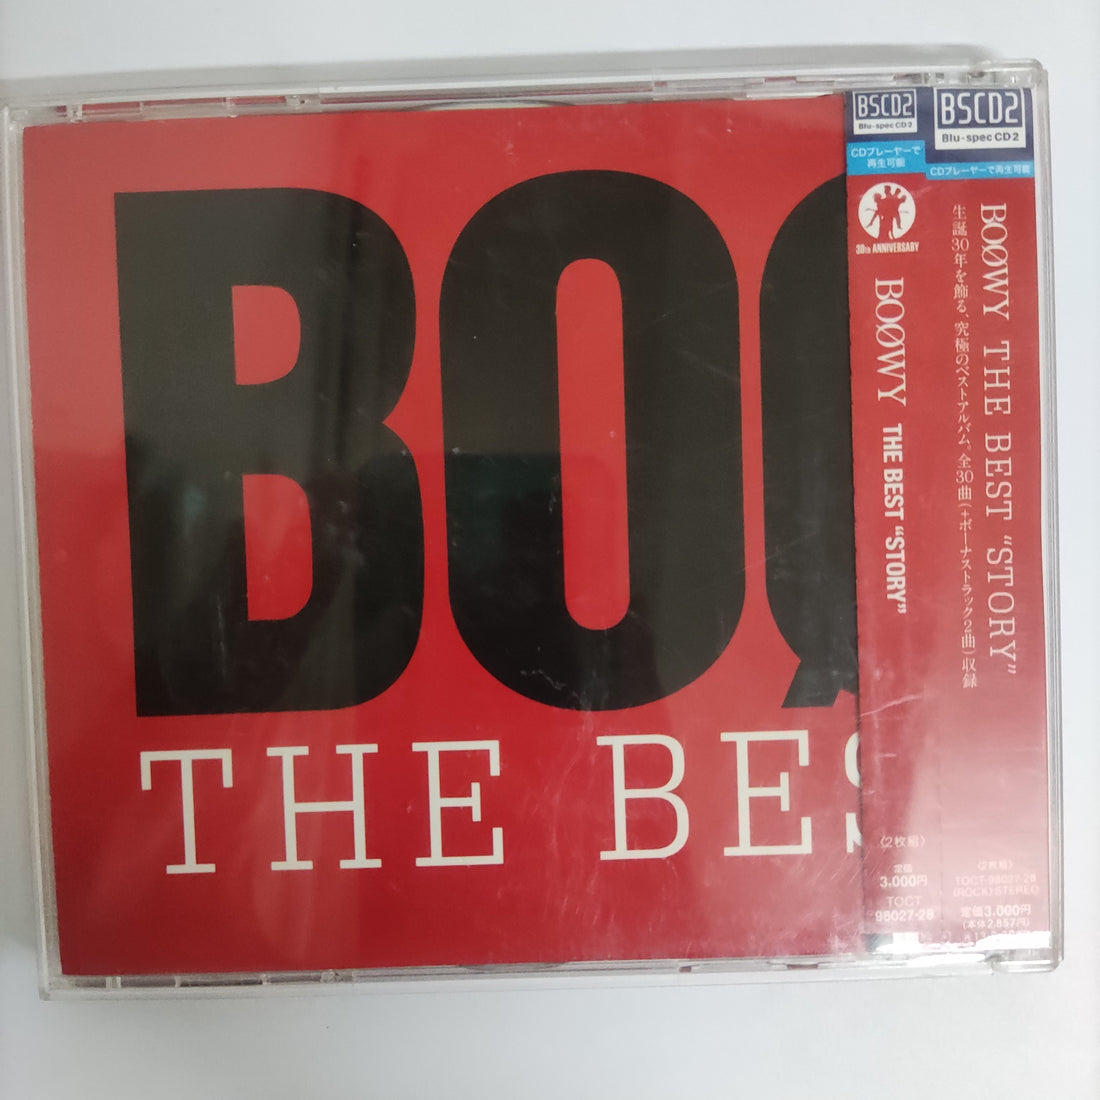 BOØ
THE BES
BSCD2
Blu-spec CD2
CDプレーヤーで
再生可能
30th ANNIVERSARY
BOØWY THE BEST “STORY”
〈2枚組〉
定価
3,000円
TOCT
98027-28
BSCD2
Blu-spec CD2
CDプレーヤーで再生可能
BOØWY THE BEST “STORY”
生誕30年を飾る、究極のベストアルバム。全30曲(+ボーナストラック2曲)収録
〈2枚組〉
TOCT-98027-28
(ROCK) STEREO
定価3,000円
(本体2,857円)